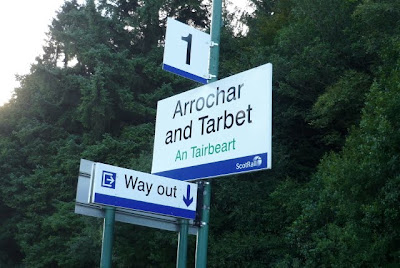 1
Arrochar
and Tarbet
An Tairbeart
ScotRail
Way out